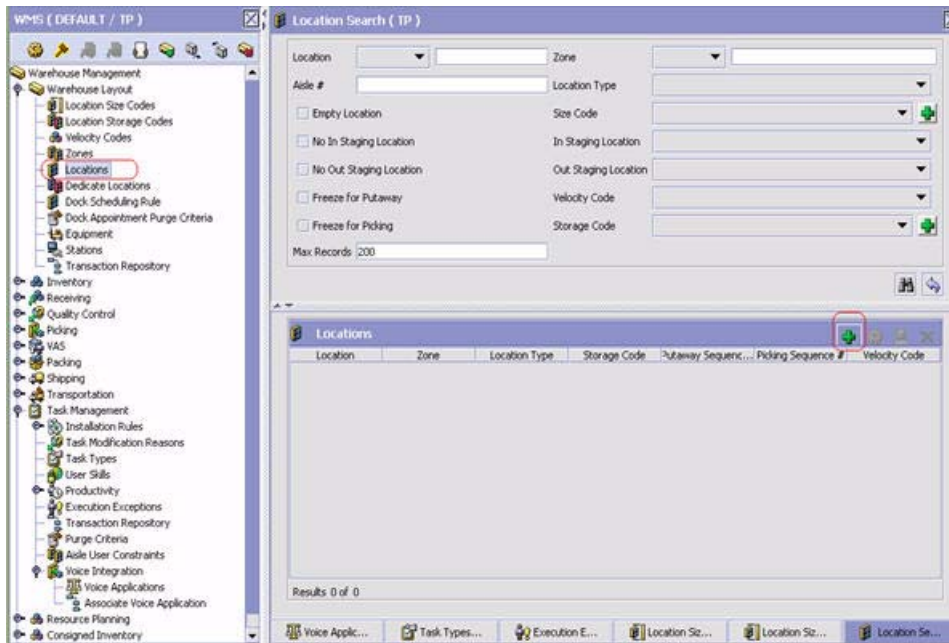 WMS ( DEFAULT / TP )
Warehouse Management
Warehouse Layout
Location Size Codes
Location Storage Codes
Velocity Codes
Zones
Locations
Dedicate Locations
Dock Scheduling Rule
Dock Appointment Purge Criteria
Equipment
Stations
Transaction Repository
Inventory
Receiving
Quality Control
Picking
VAS
Packing
Shipping
Transportation
Task Management
Installation Rules
Task Modification Reasons
Task Types
User Skills
Productivity
Execution Exceptions
Transaction Repository
Purge Criteria
Aisle User Constraints
Voice Integration
Voice Applications
Associate Voice Application
Resource Planning
Consigned Inventory
Location Search ( TP )
Location Zone
Aisle # Location Type
Empty Location Size Code
No In Staging Location In Staging Location
No Out Staging Location Out Staging Location
Freeze for Putaway Velocity Code
Freeze for Picking Storage Code
Max Records 200
Locations
Location Zone Location Type Storage Code Putaway Sequenc... Picking Sequence Velocity Code
Results 0 of 0
Voice Applic... Task Types... Execution E... Location Siz... Location Siz... Location Se...